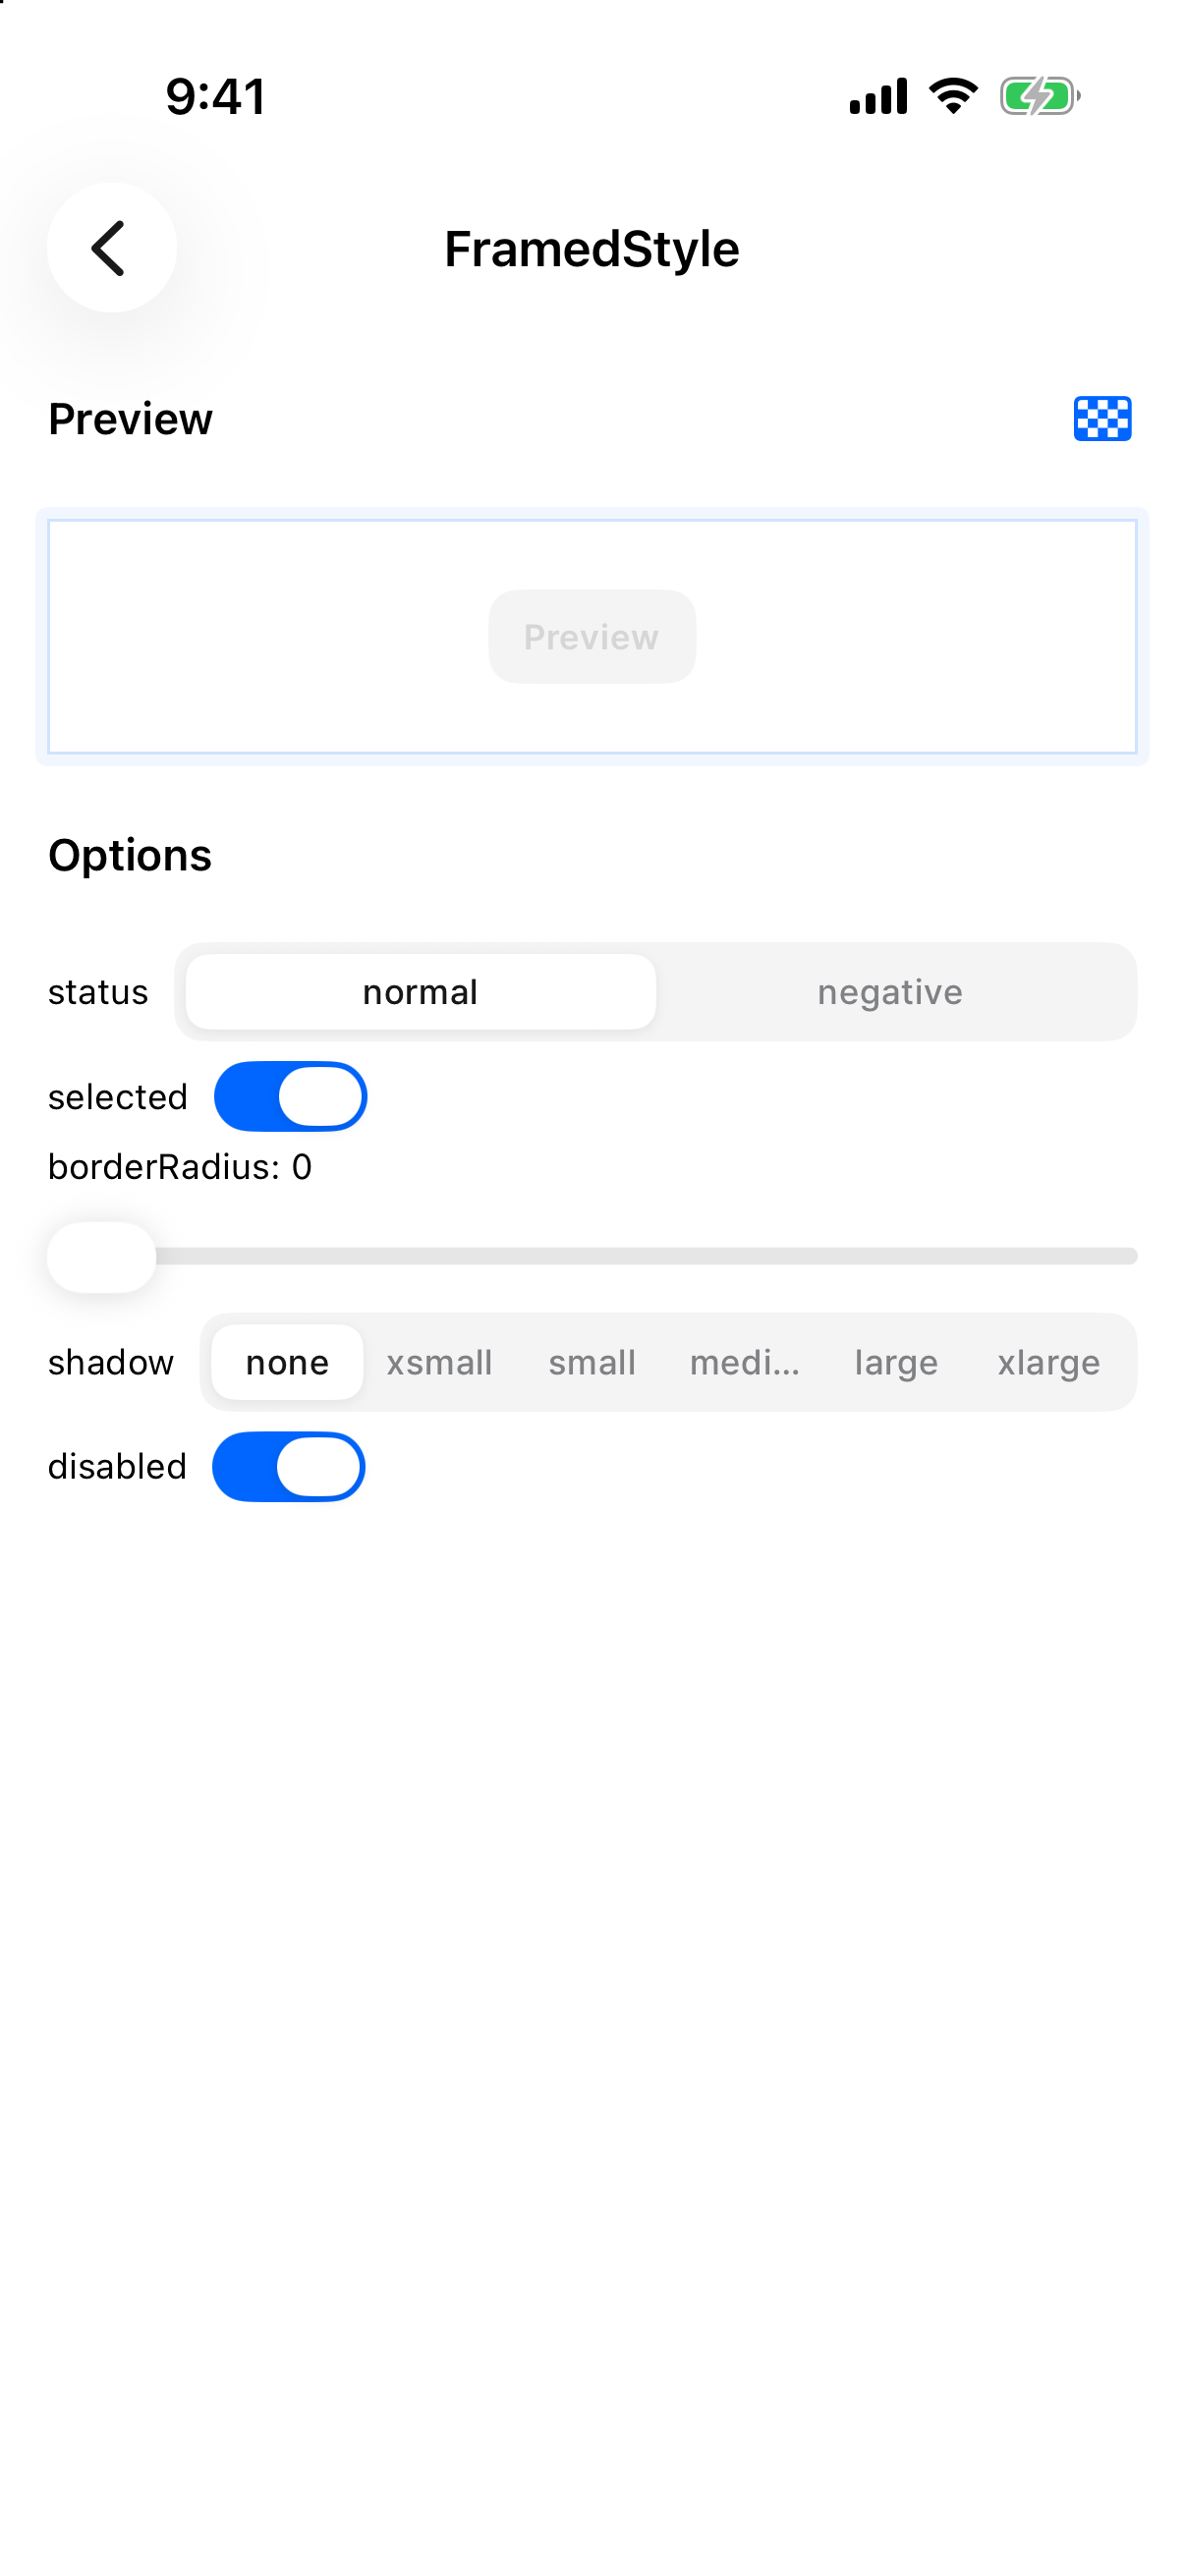 9:41
FramedStyle
Preview
Preview
Options
status normal negative
selected
borderRadius: 0
shadow none xsmall small medi... large xlarge
disabled